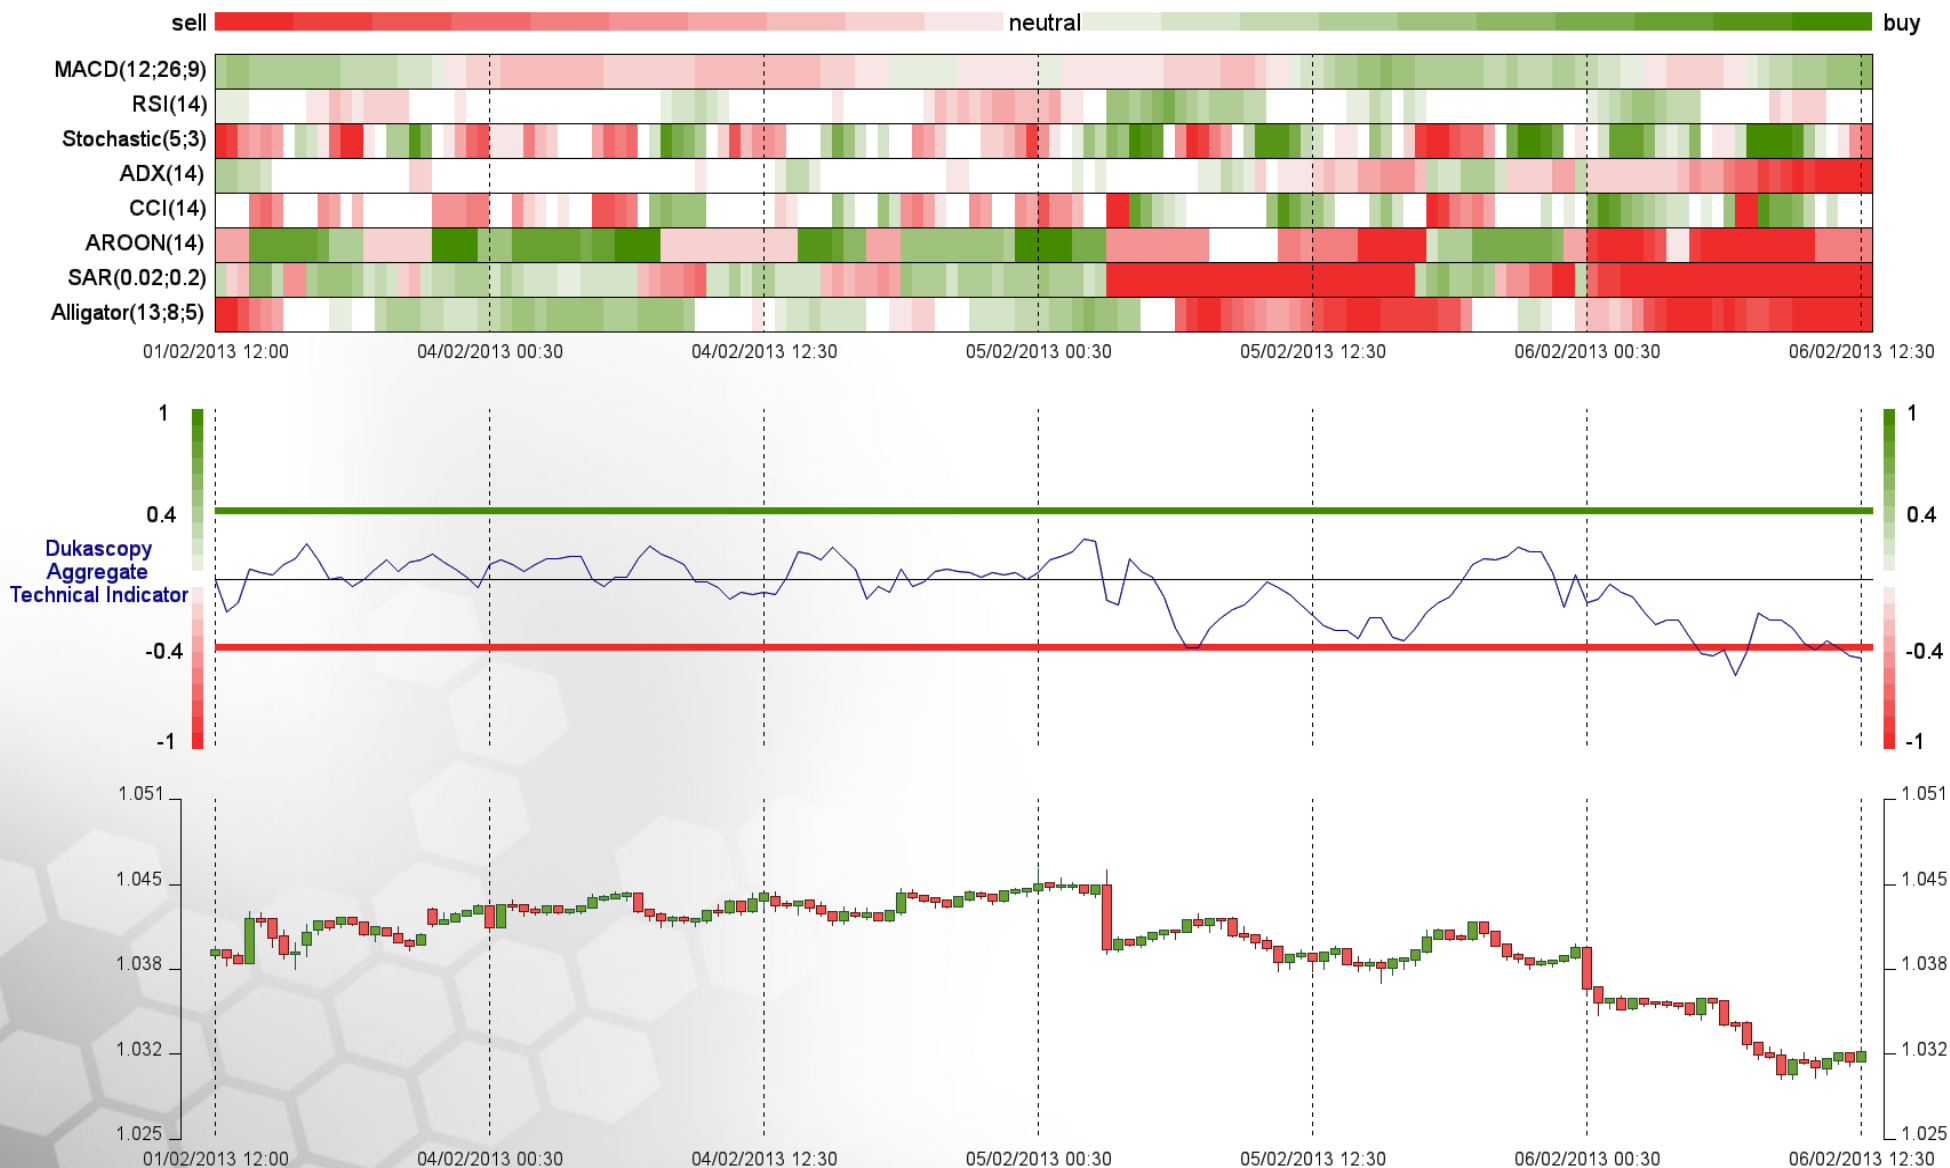 sell neutral buy
MACD(12;26;9)
RSI(14)
Stochastic(5;3)
ADX(14)
CCI(14)
AROON(14)
SAR(0.02;0.2)
Alligator(13;8;5)
01/02/2013 12:00 04/02/2013 00:30 04/02/2013 12:30 05/02/2013 00:30 05/02/2013 12:30 06/02/2013 00:30 06/02/2013 12:30
1 1
0.4 0.4
Dukascopy
Aggregate
Technical Indicator
-0.4 -0.4
-1 -1
1.051 1.051
1.045 1.045
1.038 1.038
1.032 1.032
1.025 1.025
01/02/2013 12:00 04/02/2013 00:30 04/02/2013 12:30 05/02/2013 00:30 05/02/2013 12:30 06/02/2013 00:30 06/02/2013 12:30